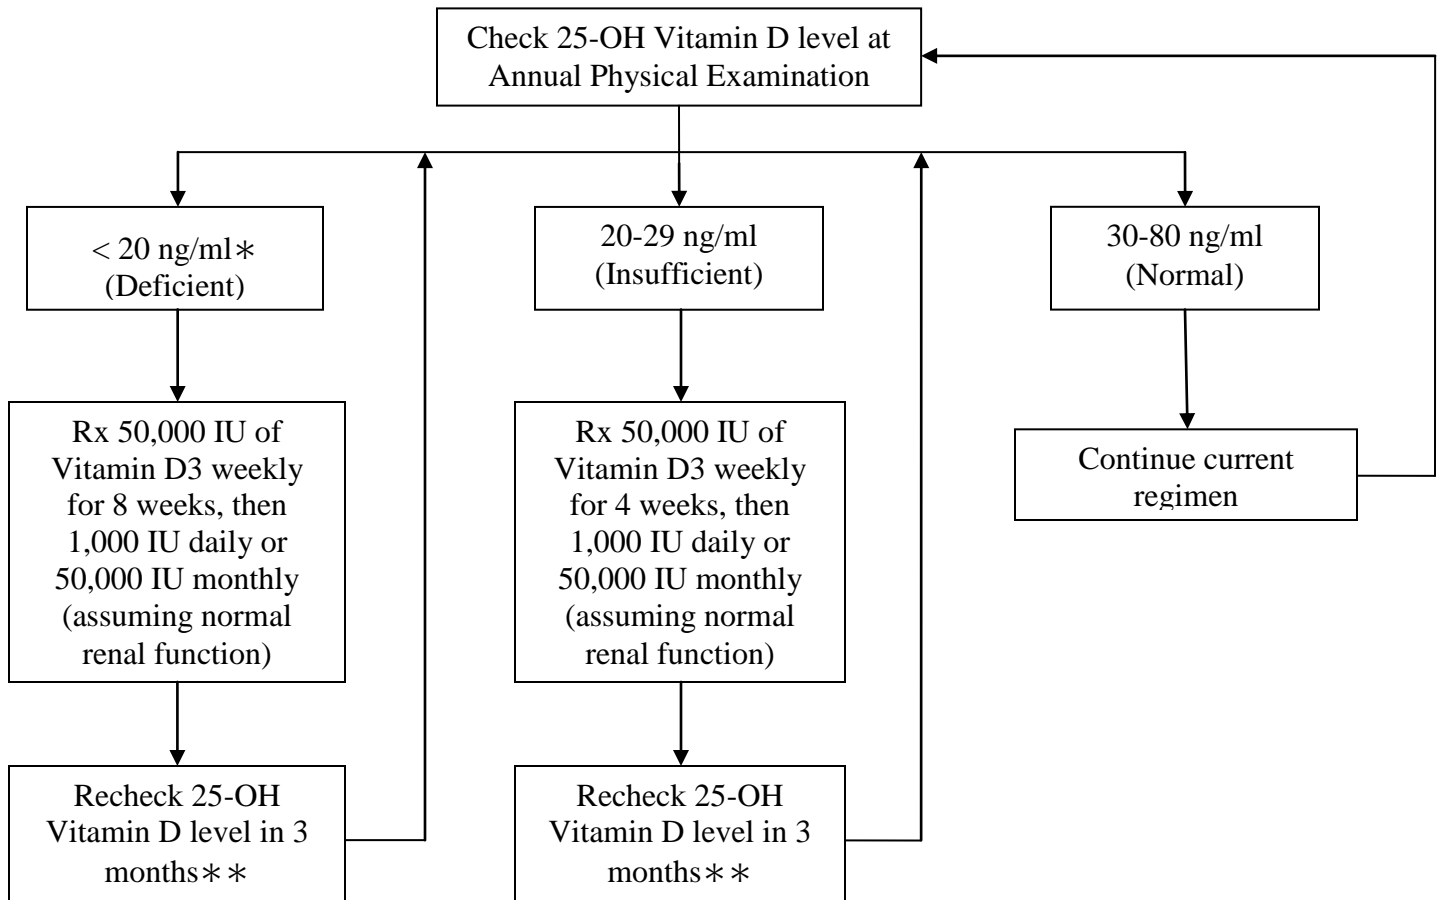 Check 25-OH Vitamin D level at
Annual Physical Examination
< 20 ng/ml*
(Deficient)
20-29 ng/ml
(Insufficient)
30-80 ng/ml
(Normal)
Rx 50,000 IU of
Vitamin D3 weekly
for 8 weeks, then
1,000 IU daily or
50,000 IU monthly
(assuming normal
renal function)
Rx 50,000 IU of
Vitamin D3 weekly
for 4 weeks, then
1,000 IU daily or
50,000 IU monthly
(assuming normal
renal function)
Continue current
regimen
Recheck 25-OH
Vitamin D level in 3
months**
Recheck 25-OH
Vitamin D level in 3
months**